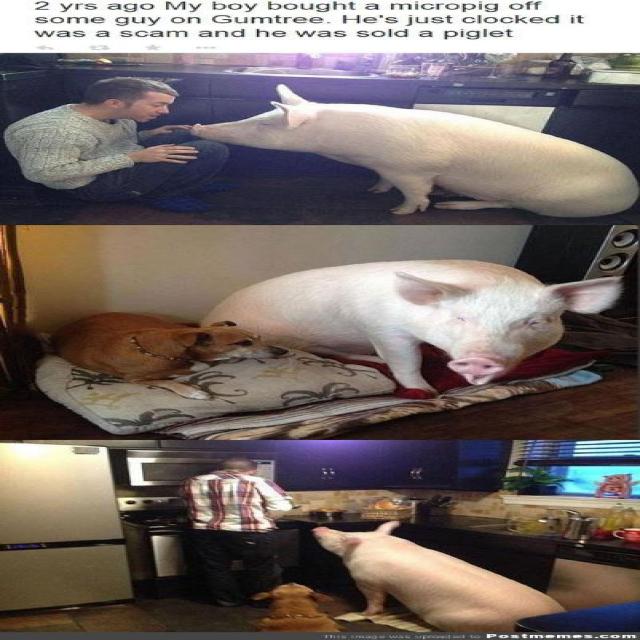 2 yrs ago My boy bought a micropig off
some guy on Gumtree. He's just clocked it
was a scam and he was sold a piglet
This image was uploaded to Postmemes.com